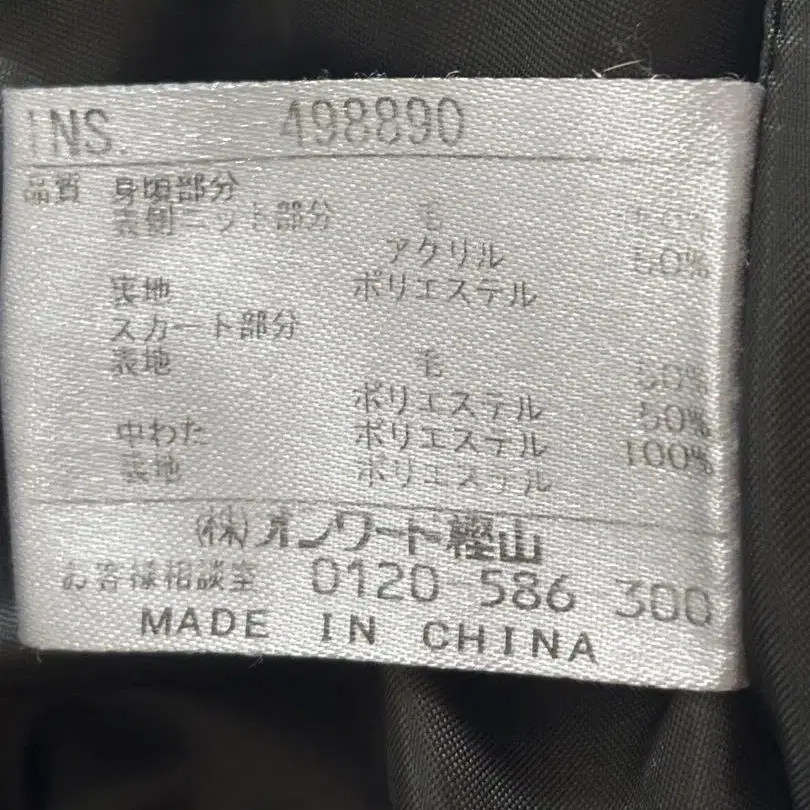 INS. 498890
品質 身頃部分
表側ニット部分 毛 50%
アクリル 50%
裏地 ポリエステル
スカート部分
表地 毛 50%
ポリエステル 50%
中わた ポリエステル 100%
裏地 ポリエステル
(株)オンワード樫山
お客様相談室 0120-586 300
MADE IN CHINA